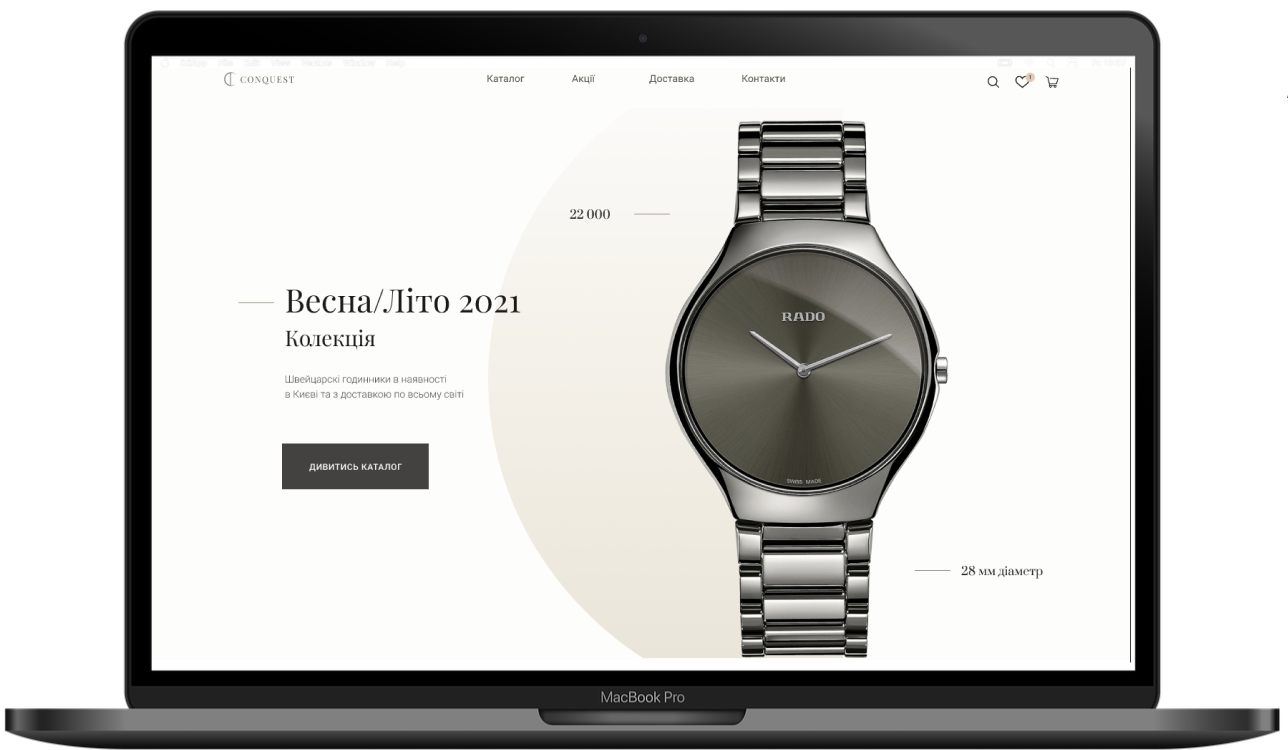 CONQUEST
Каталог
Акції
Доставка
Контакти
1
22 000
RADO
Весна/Літо 2021
Колекція
Швейцарскі годинники в наявності
в Києві та з доставкою по всьому світі
ДИВИТИСЬ КАТАЛОГ
SWISS MADE
28 мм діаметр
MacBook Pro